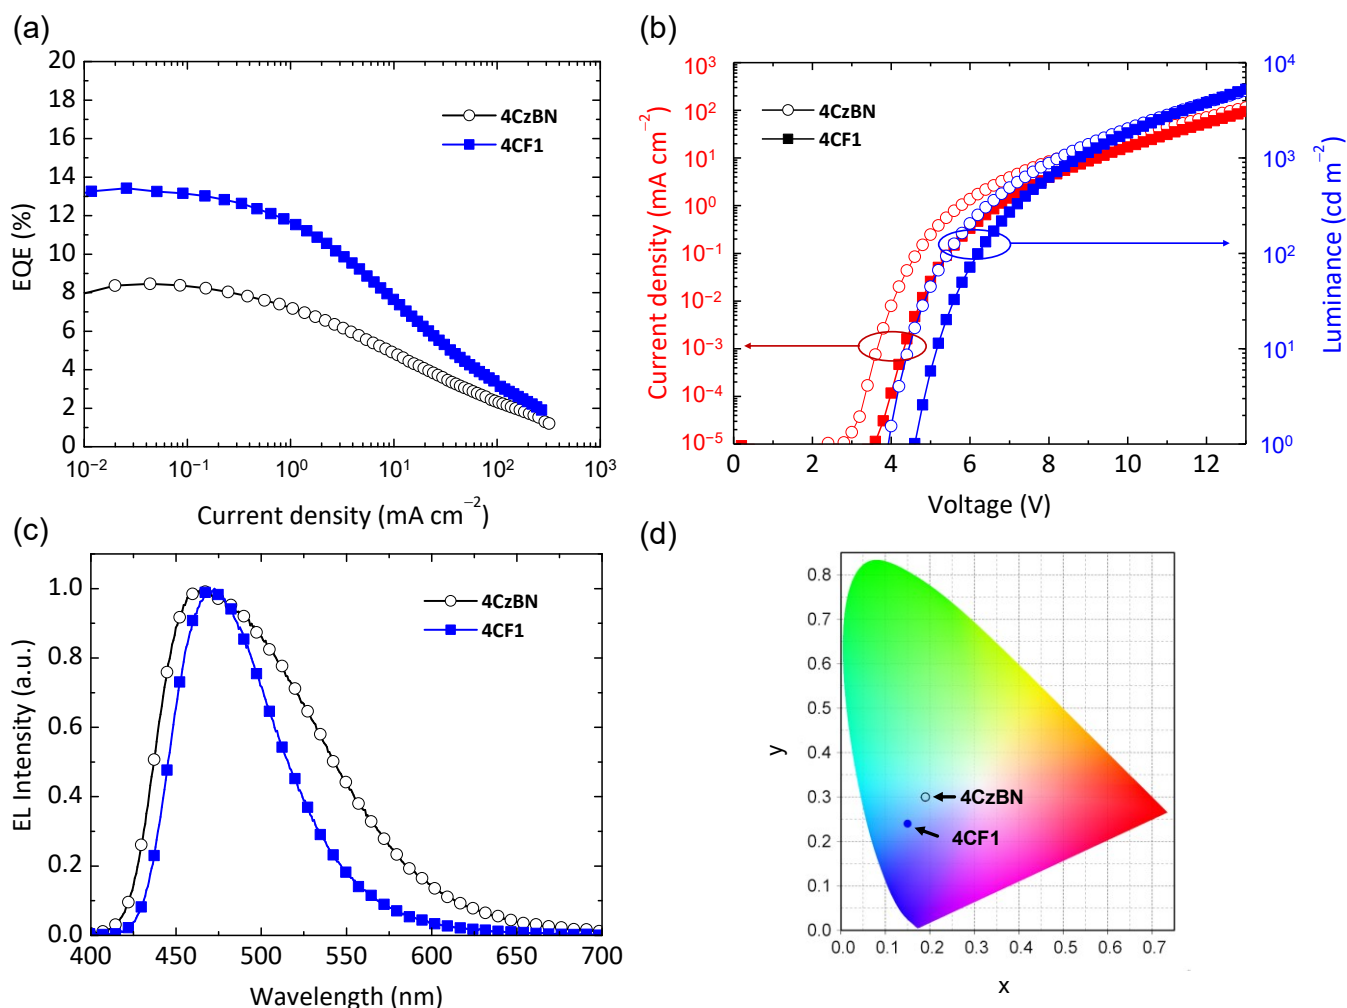 (a)
20
18
16
14
12
10
8
6
4
2
0
EQE (%)
4CzBN
4CF1
10⁻² 10⁻¹ 10⁰ 10¹ 10² 10³
Current density (mA cm⁻²)
(b)
10³
10²
10¹
10⁰
10⁻¹
10⁻²
10⁻³
10⁻⁴
10⁻⁵
Current density (mA cm⁻²)
4CzBN
4CF1
10⁴
10³
10²
10¹
10⁰
Luminance (cd m⁻²)
0 2 4 6 8 10 12
Voltage (V)
(c)
1.0
0.8
0.6
0.4
0.2
0.0
EL Intensity (a.u.)
4CzBN
4CF1
400 450 500 550 600 650 700
Wavelength (nm)
(d)
0.8
0.7
0.6
0.5
0.4
0.3
0.2
0.1
0.0
y
4CzBN
4CF1
0.0 0.1 0.2 0.3 0.4 0.5 0.6 0.7
x